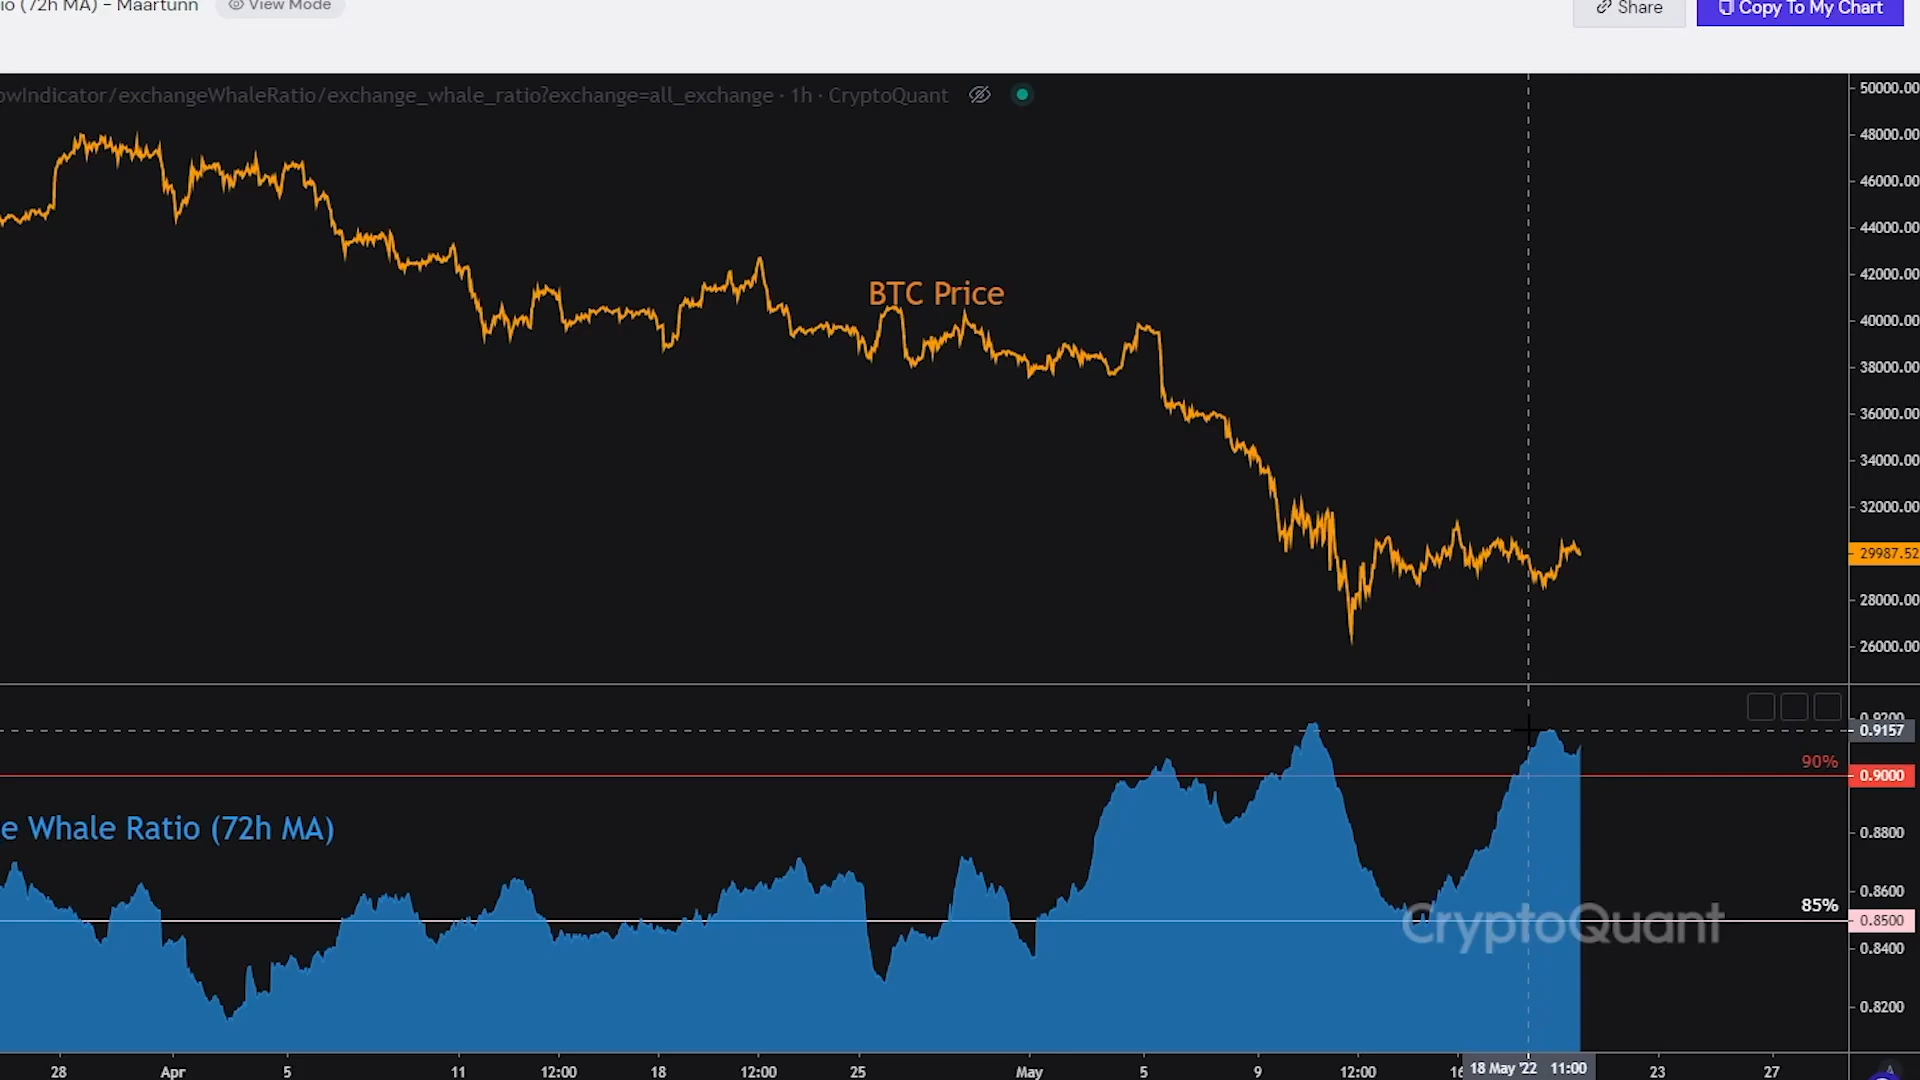 io (72h MA) - Maartunn
View Mode
Share
Copy To My Chart
owIndicator/exchangeWhaleRatio/exchange_whale_ratio?exchange=all_exchange · 1h · CryptoQuant
50000.00
48000.00
46000.00
44000.00
42000.00
BTC Price
40000.00
38000.00
36000.00
34000.00
32000.00
29987.52
28000.00
26000.00
0.9200
0.9157
90%
0.9000
e Whale Ratio (72h MA)
0.8800
0.8600
85%
0.8500
CryptoQuant
0.8400
0.8200
28 Apr 5 11 12:00 18 12:00 25 May 5 9 12:00 16 18 May '22 11:00 23 27
A